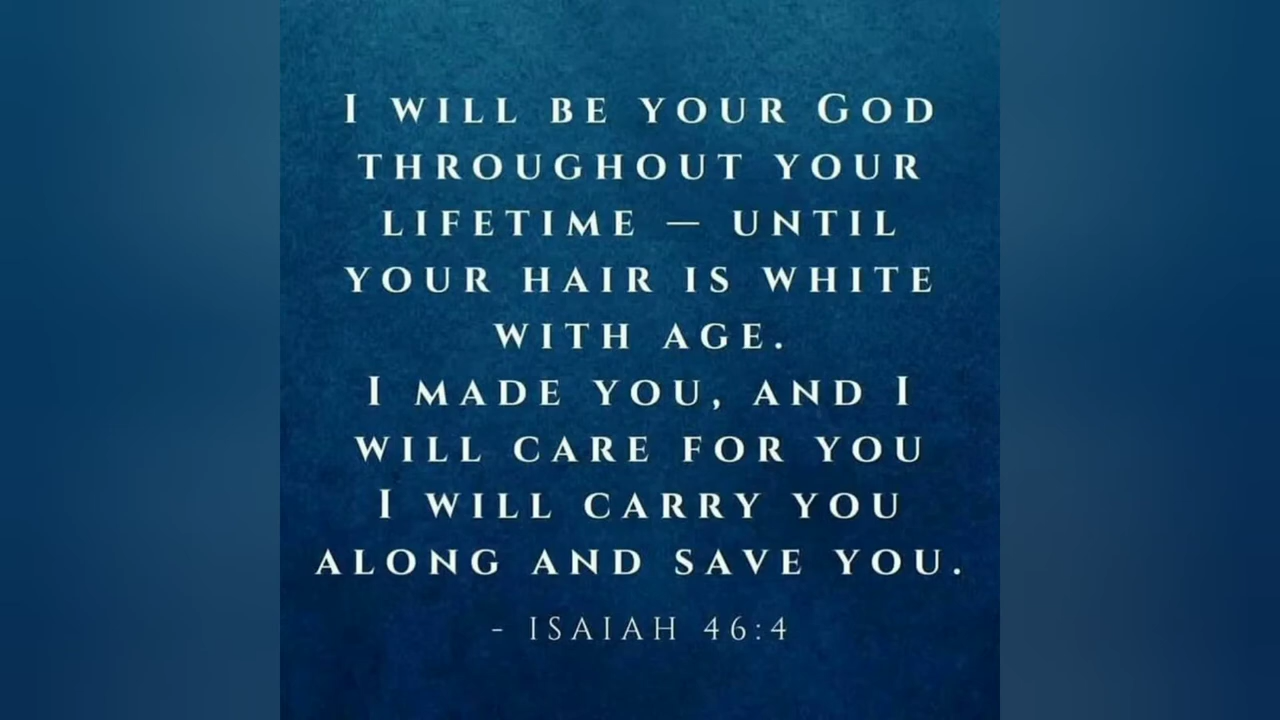 I WILL BE YOUR GOD
THROUGHOUT YOUR
LIFETIME — UNTIL
YOUR HAIR IS WHITE
WITH AGE.
I MADE YOU, AND I
WILL CARE FOR YOU
I WILL CARRY YOU
ALONG AND SAVE YOU.
- ISAIAH 46:4